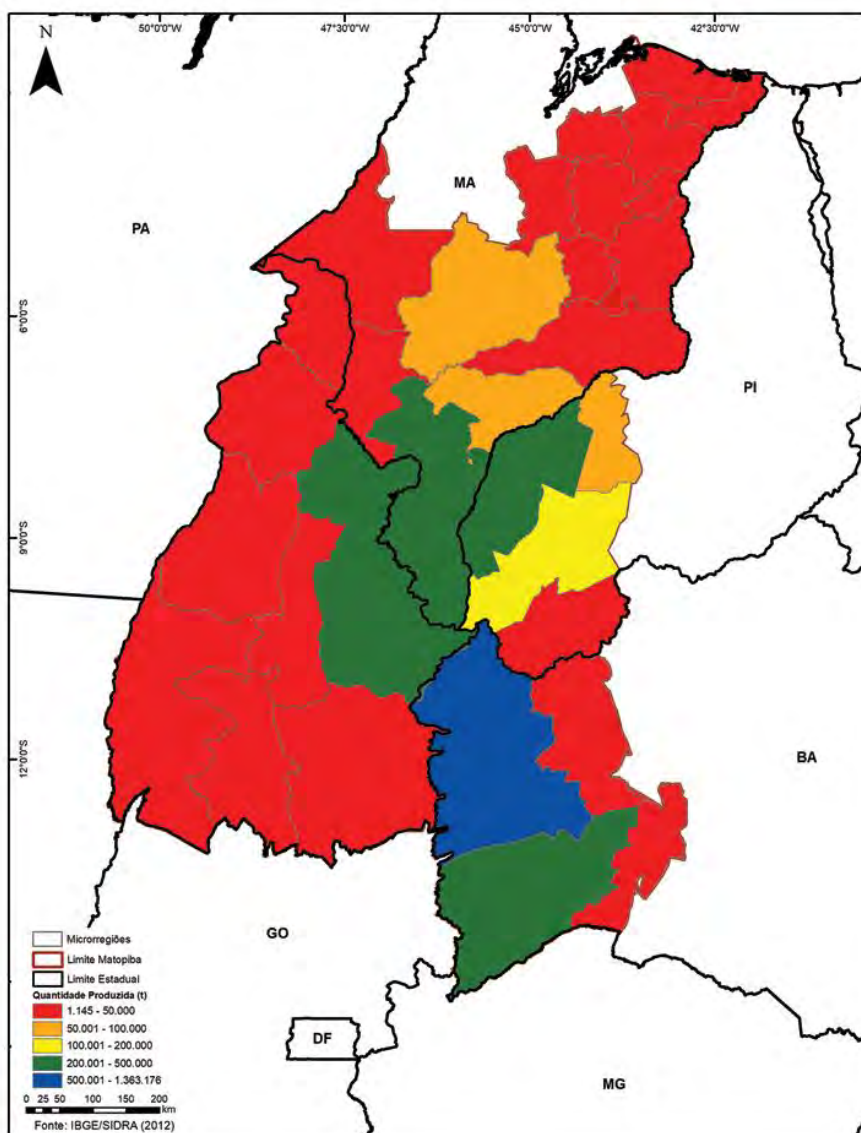 50°0'0"W 47°30'0"W 45°0'0"W 42°30'0"W
N
MA
PA
6°0'0"S
PI
9°0'0"S
12°0'0"S
BA
GO
DF
MG
Microrregiões
Limite Matopiba
Limite Estadual
Quantidade Produzida (t)
1.145 - 50.000
50.001 - 100.000
100.001 - 200.000
200.001 - 500.000
500.001 - 1.363.176
0 25 50 100 150 200
km
Fonte: IBGE/SIDRA (2012)